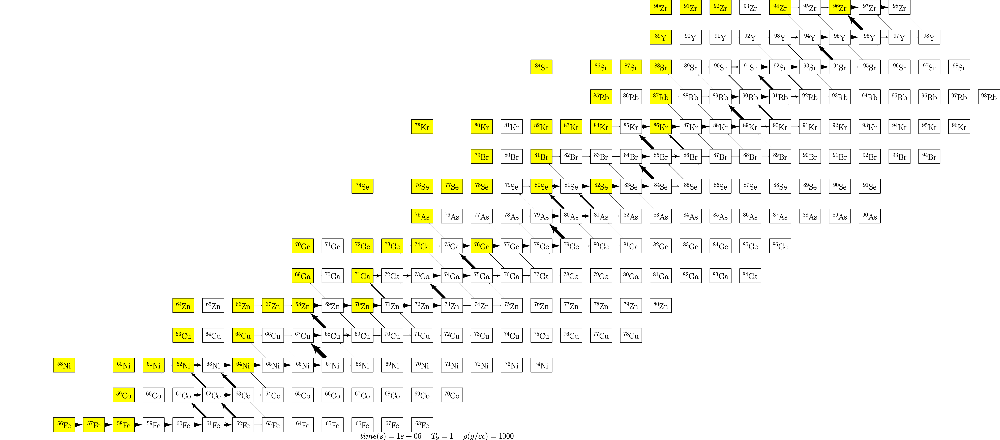 ⁹⁰Zr ⁹¹Zr ⁹²Zr ⁹³Zr ⁹⁴Zr ⁹⁵Zr ⁹⁶Zr ⁹⁷Zr ⁹⁸Zr
⁸⁹Y ⁹⁰Y ⁹¹Y ⁹²Y ⁹³Y ⁹⁴Y ⁹⁵Y ⁹⁶Y ⁹⁷Y ⁹⁸Y
⁸⁴Sr ⁸⁶Sr ⁸⁷Sr ⁸⁸Sr ⁸⁹Sr ⁹⁰Sr ⁹¹Sr ⁹²Sr ⁹³Sr ⁹⁴Sr ⁹⁵Sr ⁹⁶Sr ⁹⁷Sr ⁹⁸Sr
⁸⁵Rb ⁸⁶Rb ⁸⁷Rb ⁸⁸Rb ⁸⁹Rb ⁹⁰Rb ⁹¹Rb ⁹²Rb ⁹³Rb ⁹⁴Rb ⁹⁵Rb ⁹⁶Rb ⁹⁷Rb ⁹⁸Rb
⁷⁸Kr ⁸⁰Kr ⁸¹Kr ⁸²Kr ⁸³Kr ⁸⁴Kr ⁸⁵Kr ⁸⁶Kr ⁸⁷Kr ⁸⁸Kr ⁸⁹Kr ⁹⁰Kr ⁹¹Kr ⁹²Kr ⁹³Kr ⁹⁴Kr ⁹⁵Kr ⁹⁶Kr
⁷⁹Br ⁸⁰Br ⁸¹Br ⁸²Br ⁸³Br ⁸⁴Br ⁸⁵Br ⁸⁶Br ⁸⁷Br ⁸⁸Br ⁸⁹Br ⁹⁰Br ⁹¹Br ⁹²Br ⁹³Br ⁹⁴Br
⁷⁴Se ⁷⁶Se ⁷⁷Se ⁷⁸Se ⁷⁹Se ⁸⁰Se ⁸¹Se ⁸²Se ⁸³Se ⁸⁴Se ⁸⁵Se ⁸⁶Se ⁸⁷Se ⁸⁸Se ⁸⁹Se ⁹⁰Se ⁹¹Se
⁷⁵As ⁷⁶As ⁷⁷As ⁷⁸As ⁷⁹As ⁸⁰As ⁸¹As ⁸²As ⁸³As ⁸⁴As ⁸⁵As ⁸⁶As ⁸⁷As ⁸⁸As ⁸⁹As ⁹⁰As
⁷⁰Ge ⁷¹Ge ⁷²Ge ⁷³Ge ⁷⁴Ge ⁷⁵Ge ⁷⁶Ge ⁷⁷Ge ⁷⁸Ge ⁷⁹Ge ⁸⁰Ge ⁸¹Ge ⁸²Ge ⁸³Ge ⁸⁴Ge ⁸⁵Ge ⁸⁶Ge
⁶⁹Ga ⁷⁰Ga ⁷¹Ga ⁷²Ga ⁷³Ga ⁷⁴Ga ⁷⁵Ga ⁷⁶Ga ⁷⁷Ga ⁷⁸Ga ⁷⁹Ga ⁸⁰Ga ⁸¹Ga ⁸²Ga ⁸³Ga ⁸⁴Ga
⁶⁴Zn ⁶⁵Zn ⁶⁶Zn ⁶⁷Zn ⁶⁸Zn ⁶⁹Zn ⁷⁰Zn ⁷¹Zn ⁷²Zn ⁷³Zn ⁷⁴Zn ⁷⁵Zn ⁷⁶Zn ⁷⁷Zn ⁷⁸Zn ⁷⁹Zn ⁸⁰Zn
⁶³Cu ⁶⁴Cu ⁶⁵Cu ⁶⁶Cu ⁶⁷Cu ⁶⁸Cu ⁶⁹Cu ⁷⁰Cu ⁷¹Cu ⁷²Cu ⁷³Cu ⁷⁴Cu ⁷⁵Cu ⁷⁶Cu ⁷⁷Cu ⁷⁸Cu
⁵⁸Ni ⁶⁰Ni ⁶¹Ni ⁶²Ni ⁶³Ni ⁶⁴Ni ⁶⁵Ni ⁶⁶Ni ⁶⁷Ni ⁶⁸Ni ⁶⁹Ni ⁷⁰Ni ⁷¹Ni ⁷²Ni ⁷³Ni ⁷⁴Ni
⁵⁹Co ⁶⁰Co ⁶¹Co ⁶²Co ⁶³Co ⁶⁴Co ⁶⁵Co ⁶⁶Co ⁶⁷Co ⁶⁸Co ⁶⁹Co ⁷⁰Co
⁵⁶Fe ⁵⁷Fe ⁵⁸Fe ⁵⁹Fe ⁶⁰Fe ⁶¹Fe ⁶²Fe ⁶³Fe ⁶⁴Fe ⁶⁵Fe ⁶⁶Fe ⁶⁷Fe ⁶⁸Fe
time(s) = 1e + 06 T₉ = 1 ρ(g/cc) = 1000